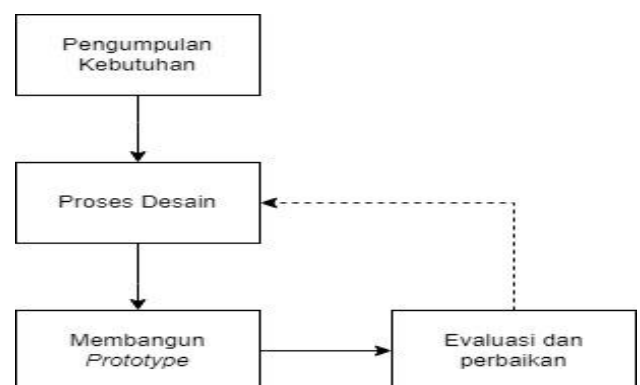 Pengumpulan
Kebutuhan
Proses Desain
Membangun
Prototype
Evaluasi dan
perbaikan